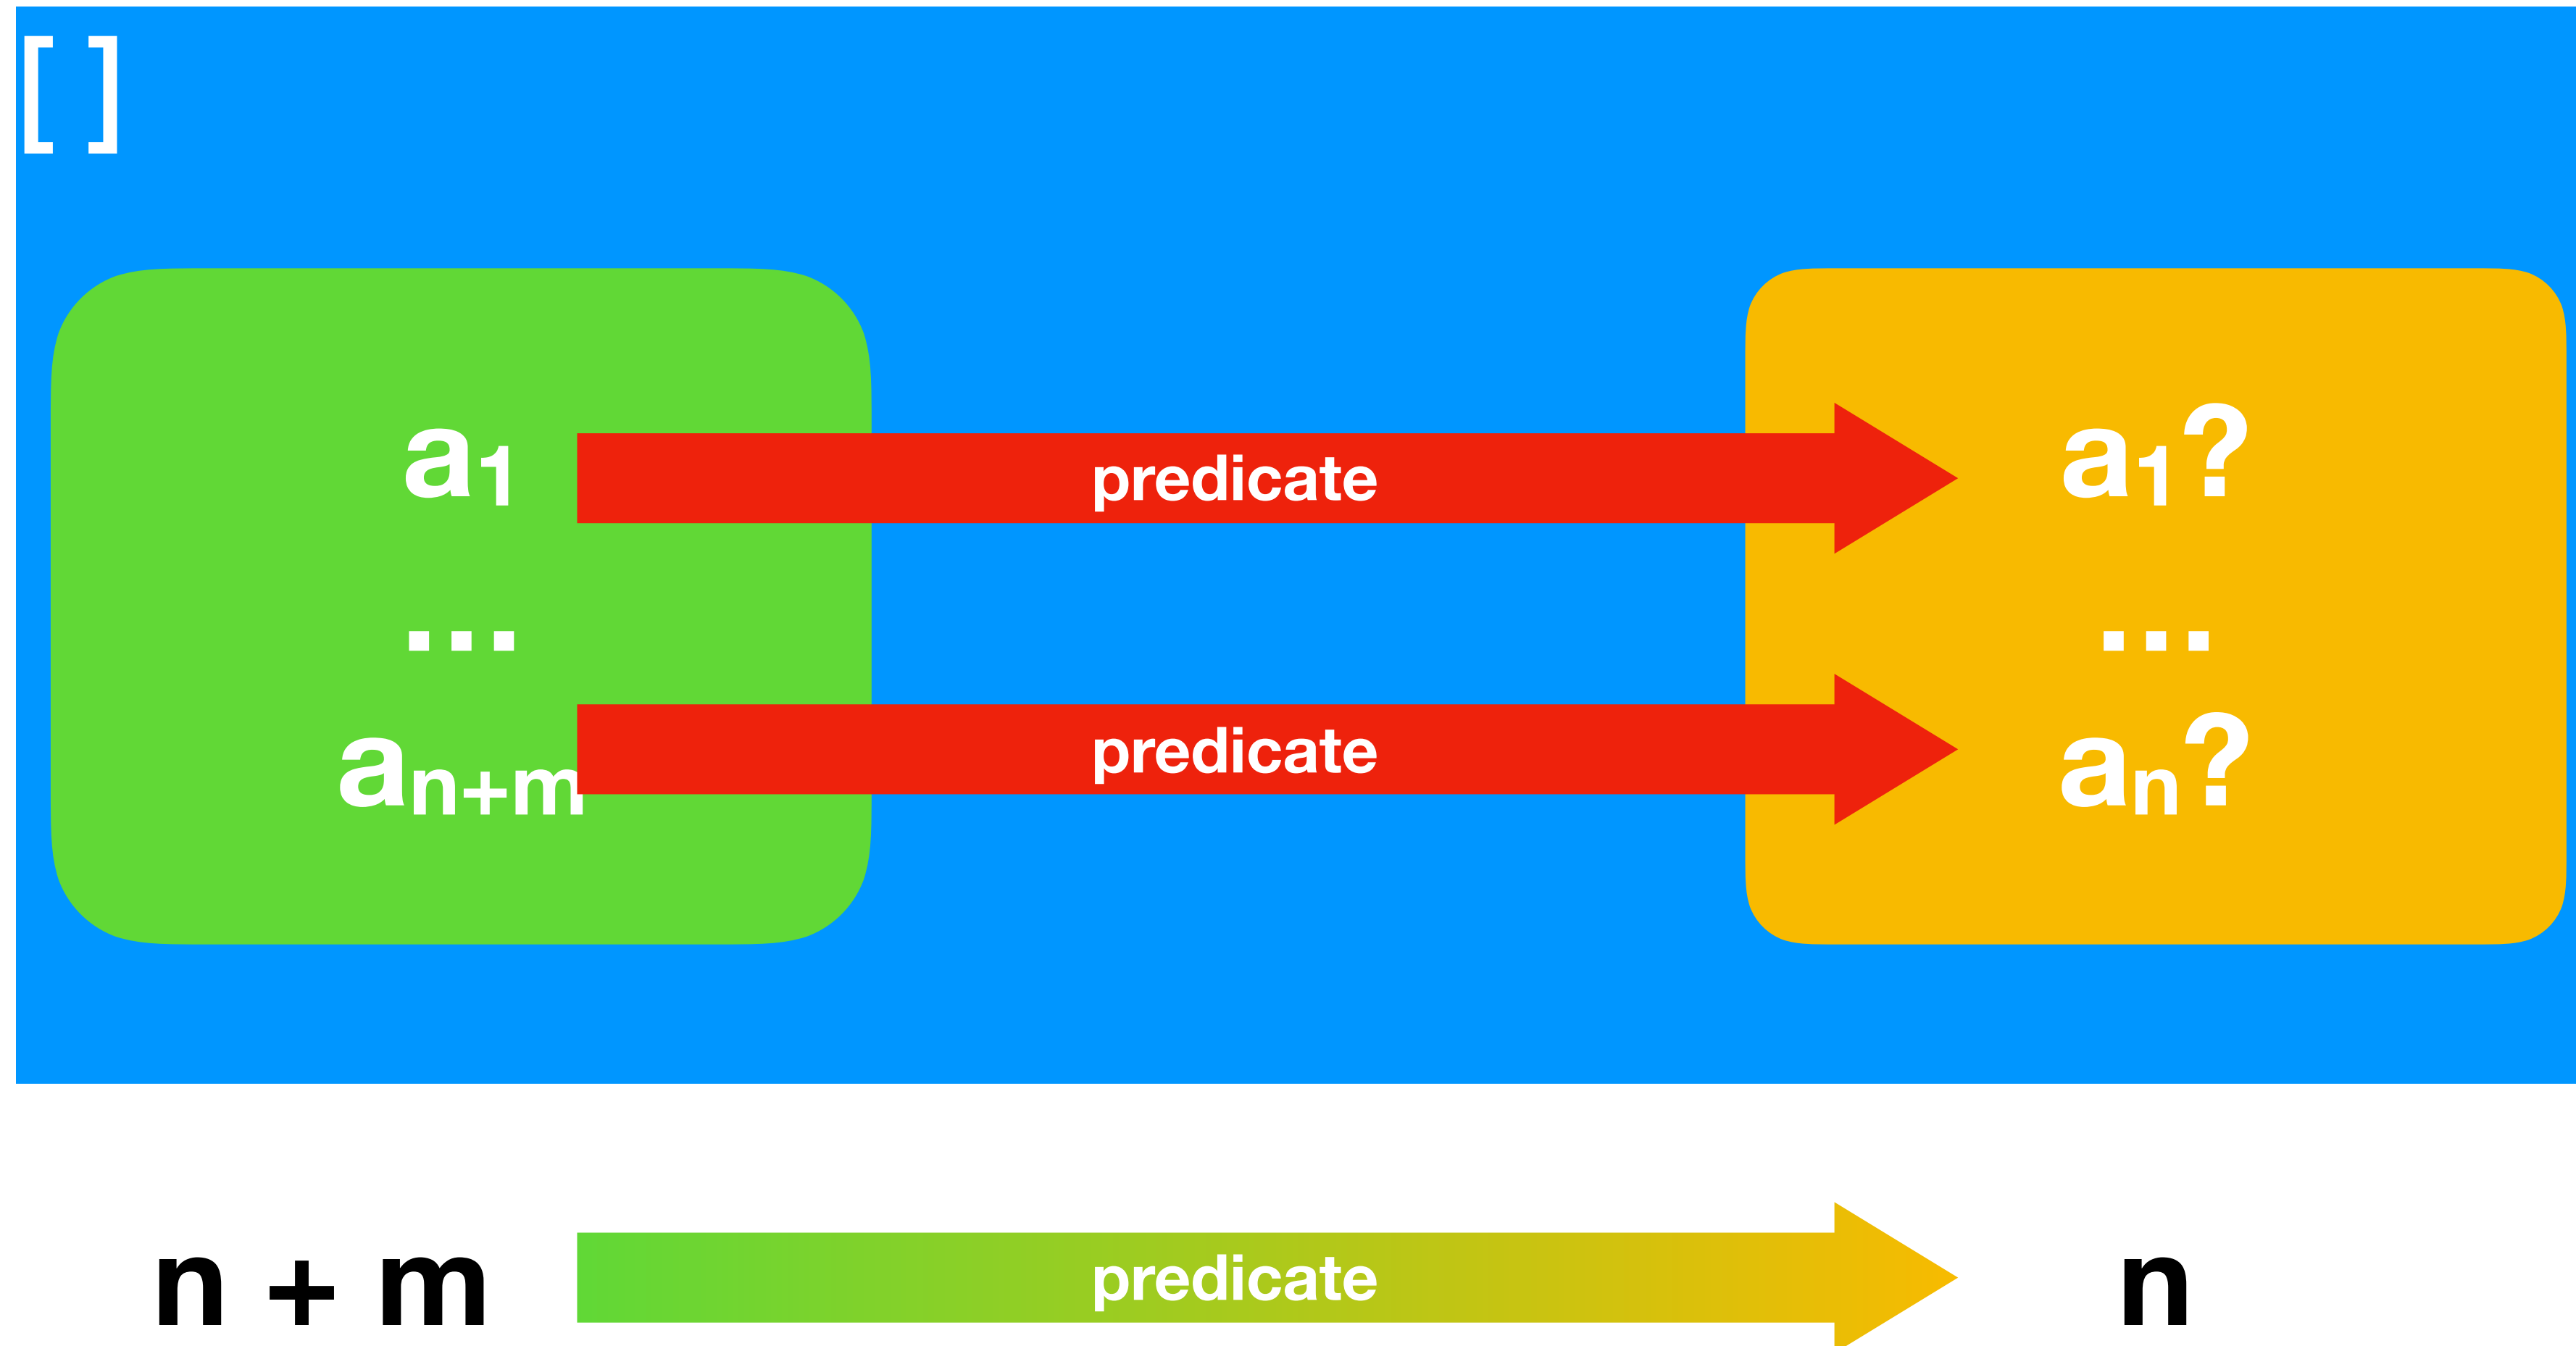 [ ]
a₁ predicate a₁?
... ...
aₙ₊ₘ predicate aₙ?
n + m predicate n